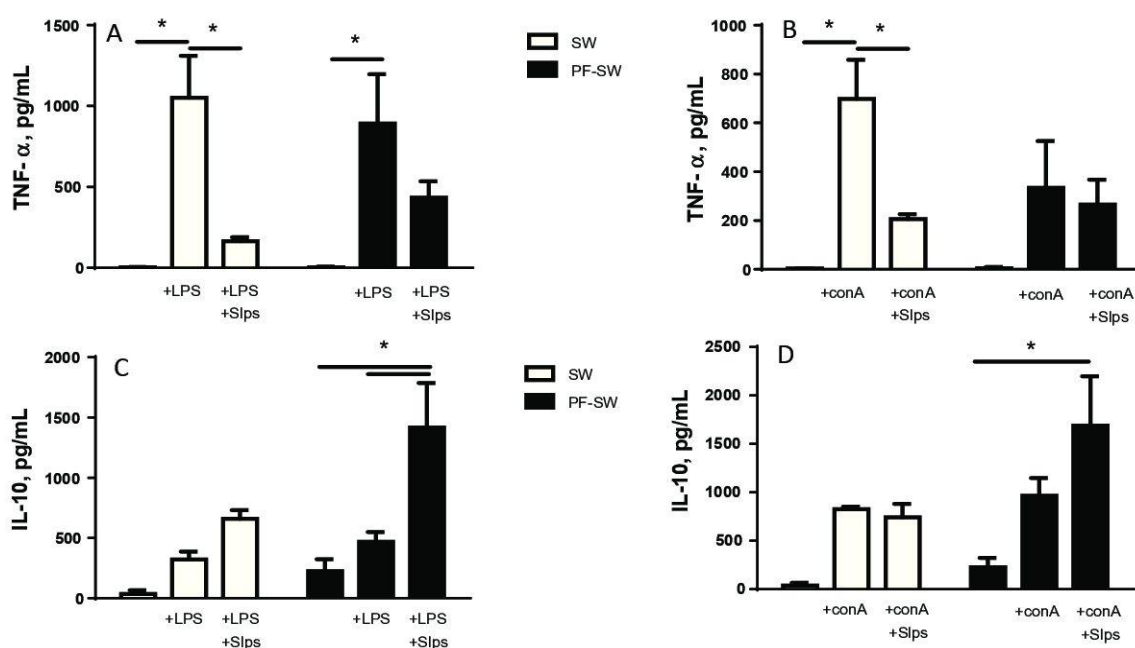 A
1500
*
*
*
1000
500
0
TNF- α, pg/mL
+LPS
+LPS
+Slps
+LPS
+LPS
+Slps
SW
PF-SW
B
1000
*
*
800
600
400
200
0
TNF- α, pg/mL
+conA
+conA
+Slps
+conA
+conA
+Slps
C
2000
*
1500
1000
500
0
IL-10, pg/mL
+LPS
+LPS
+Slps
+LPS
+LPS
+Slps
SW
PF-SW
D
2500
*
2000
1500
1000
500
0
IL-10, pg/mL
+conA
+conA
+Slps
+conA
+conA
+Slps